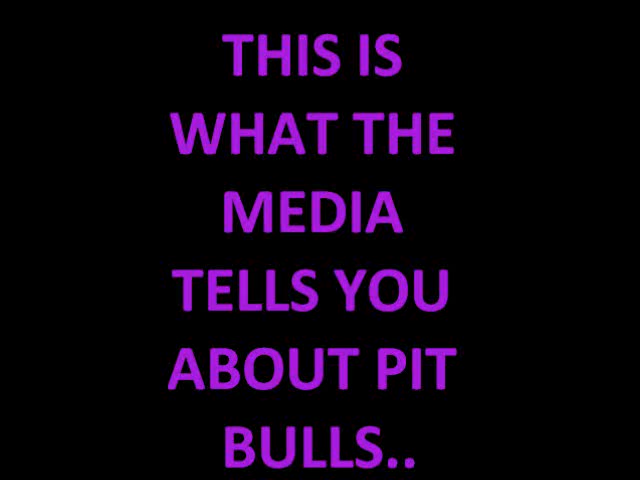 THIS IS
WHAT THE
MEDIA
TELLS YOU
ABOUT PIT
BULLS..